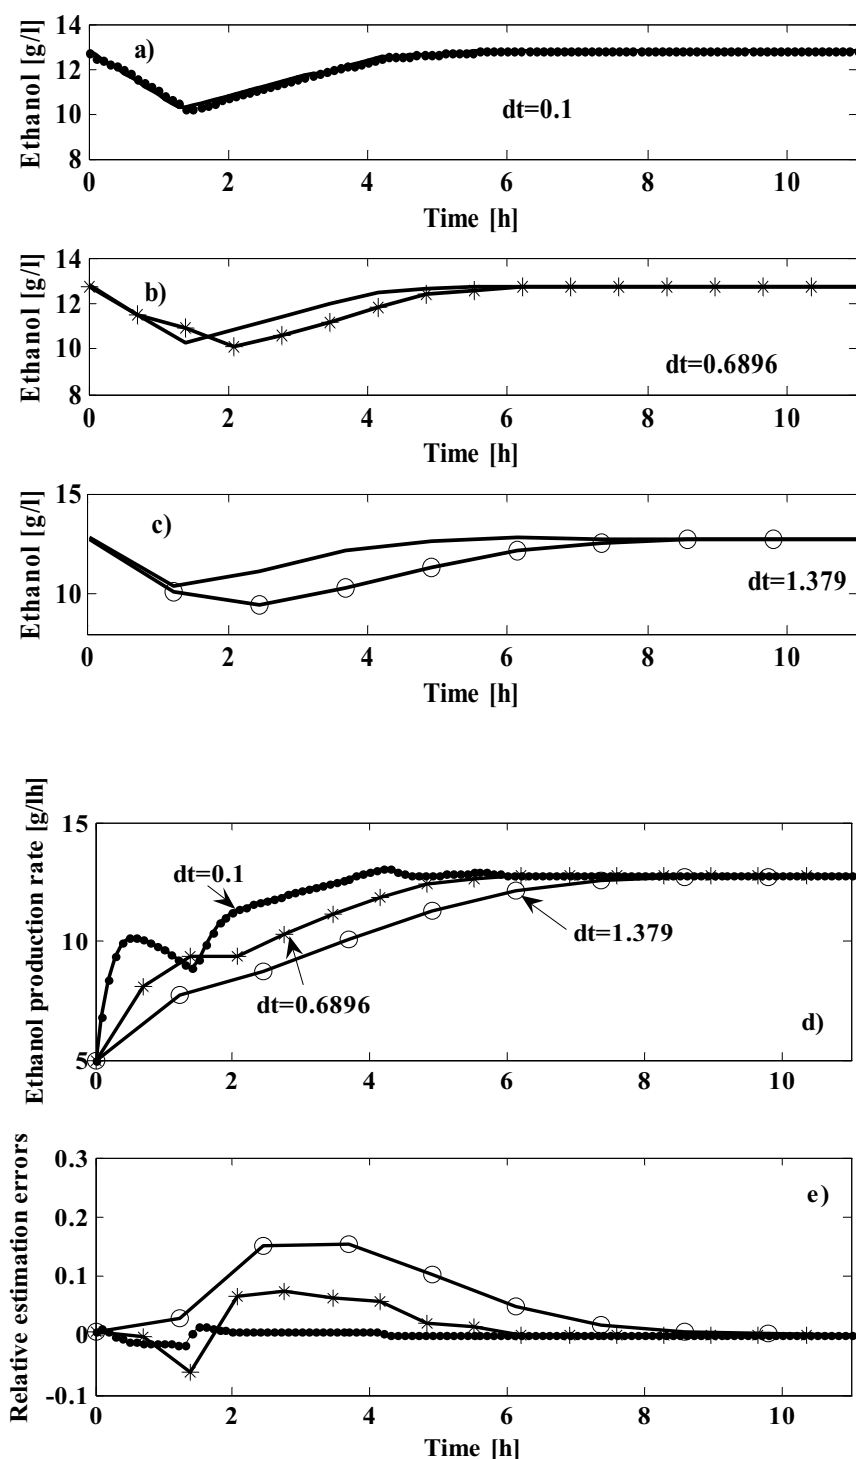 14
12
10
8
Ethanol [g/l]
a)
dt=0.1
0 2 4 6 8 10
Time [h]
14
12
10
8
Ethanol [g/l]
b)
dt=0.6896
0 2 4 6 8 10
Time [h]
15
10
Ethanol [g/l]
c)
dt=1.379
0 2 4 6 8 10
Time [h]
15
10
5
Ethanol production rate [g/lh]
dt=0.1
dt=1.379
dt=0.6896
d)
0 2 4 6 8 10
0.3
0.2
0.1
0
-0.1
Relative estimation errors
e)
0 2 4 6 8 10
Time [h]